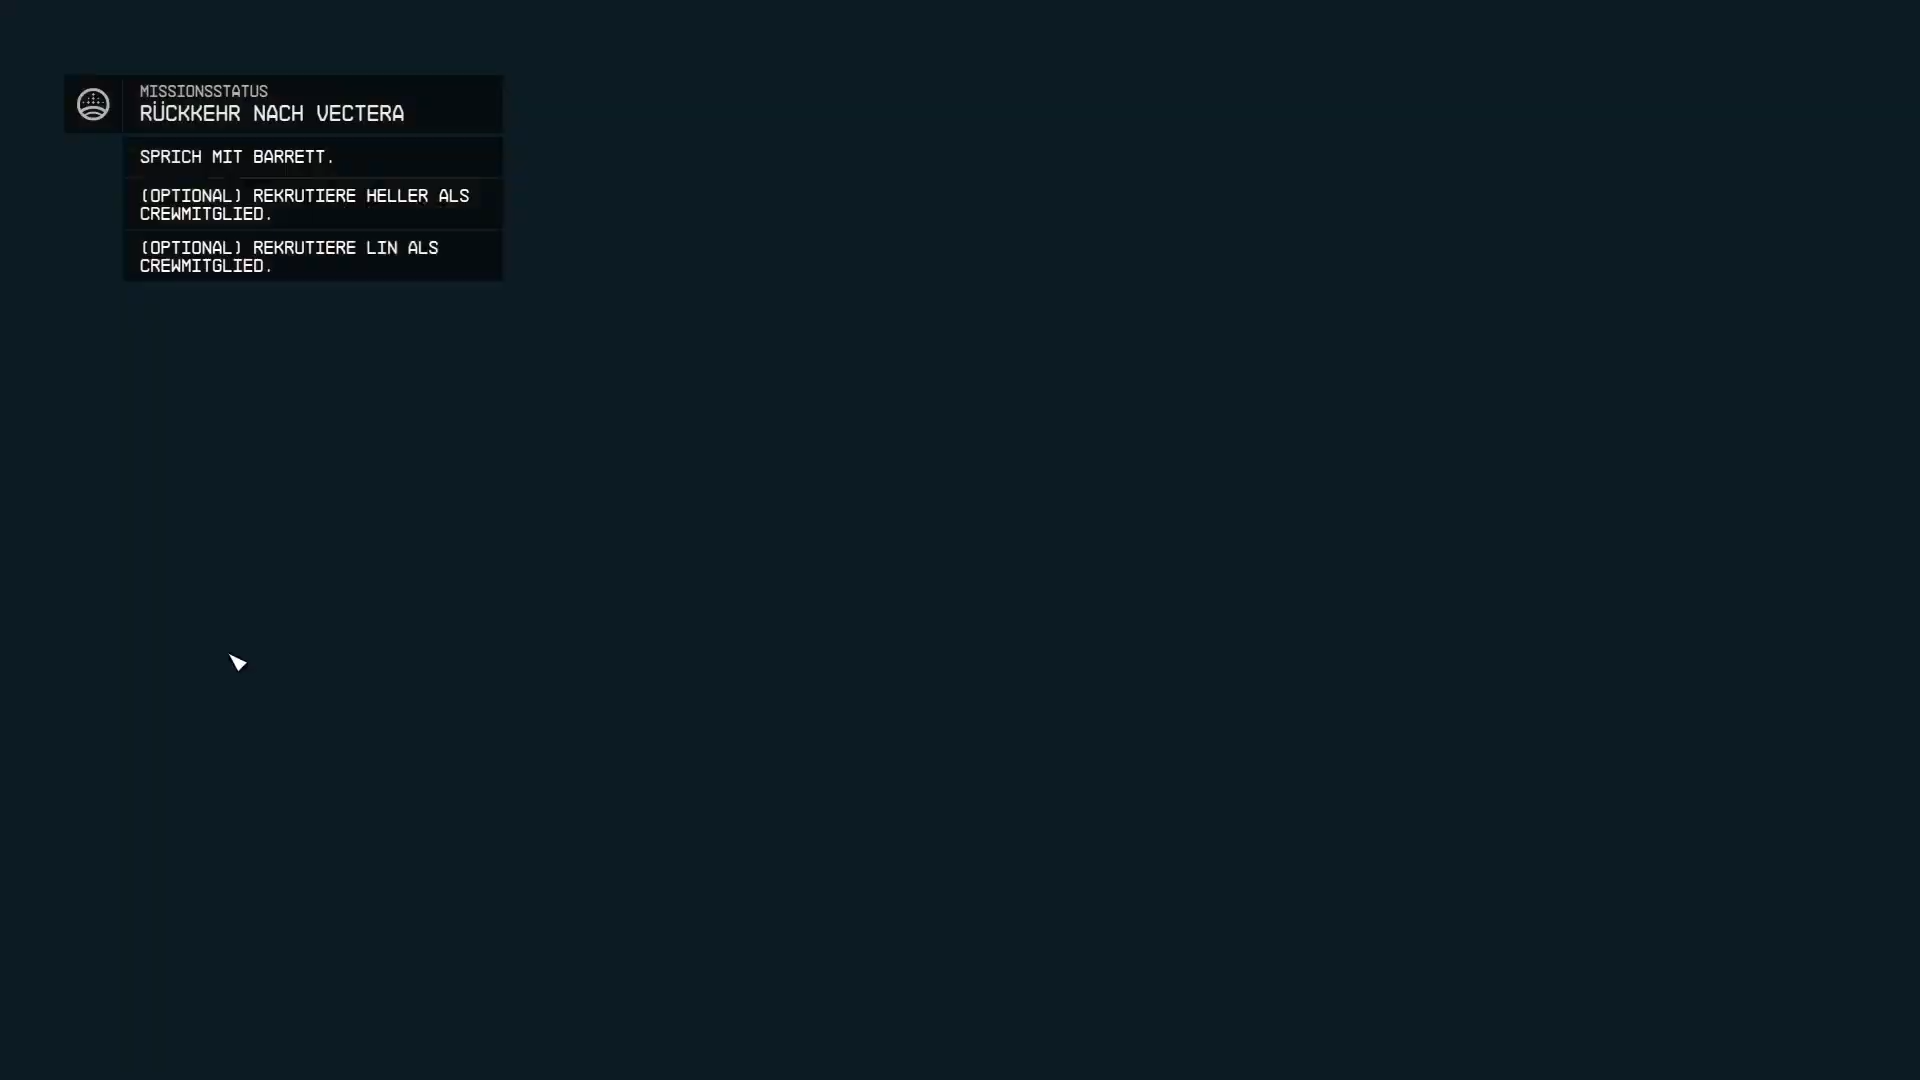 MISSIONSSTATUS
RÜCKKEHR NACH VECTERA
SPRICH MIT BARRETT.
(OPTIONAL) REKRUTIERE HELLER ALS
CREWMITGLIED.
(OPTIONAL) REKRUTIERE LIN ALS
CREWMITGLIED.